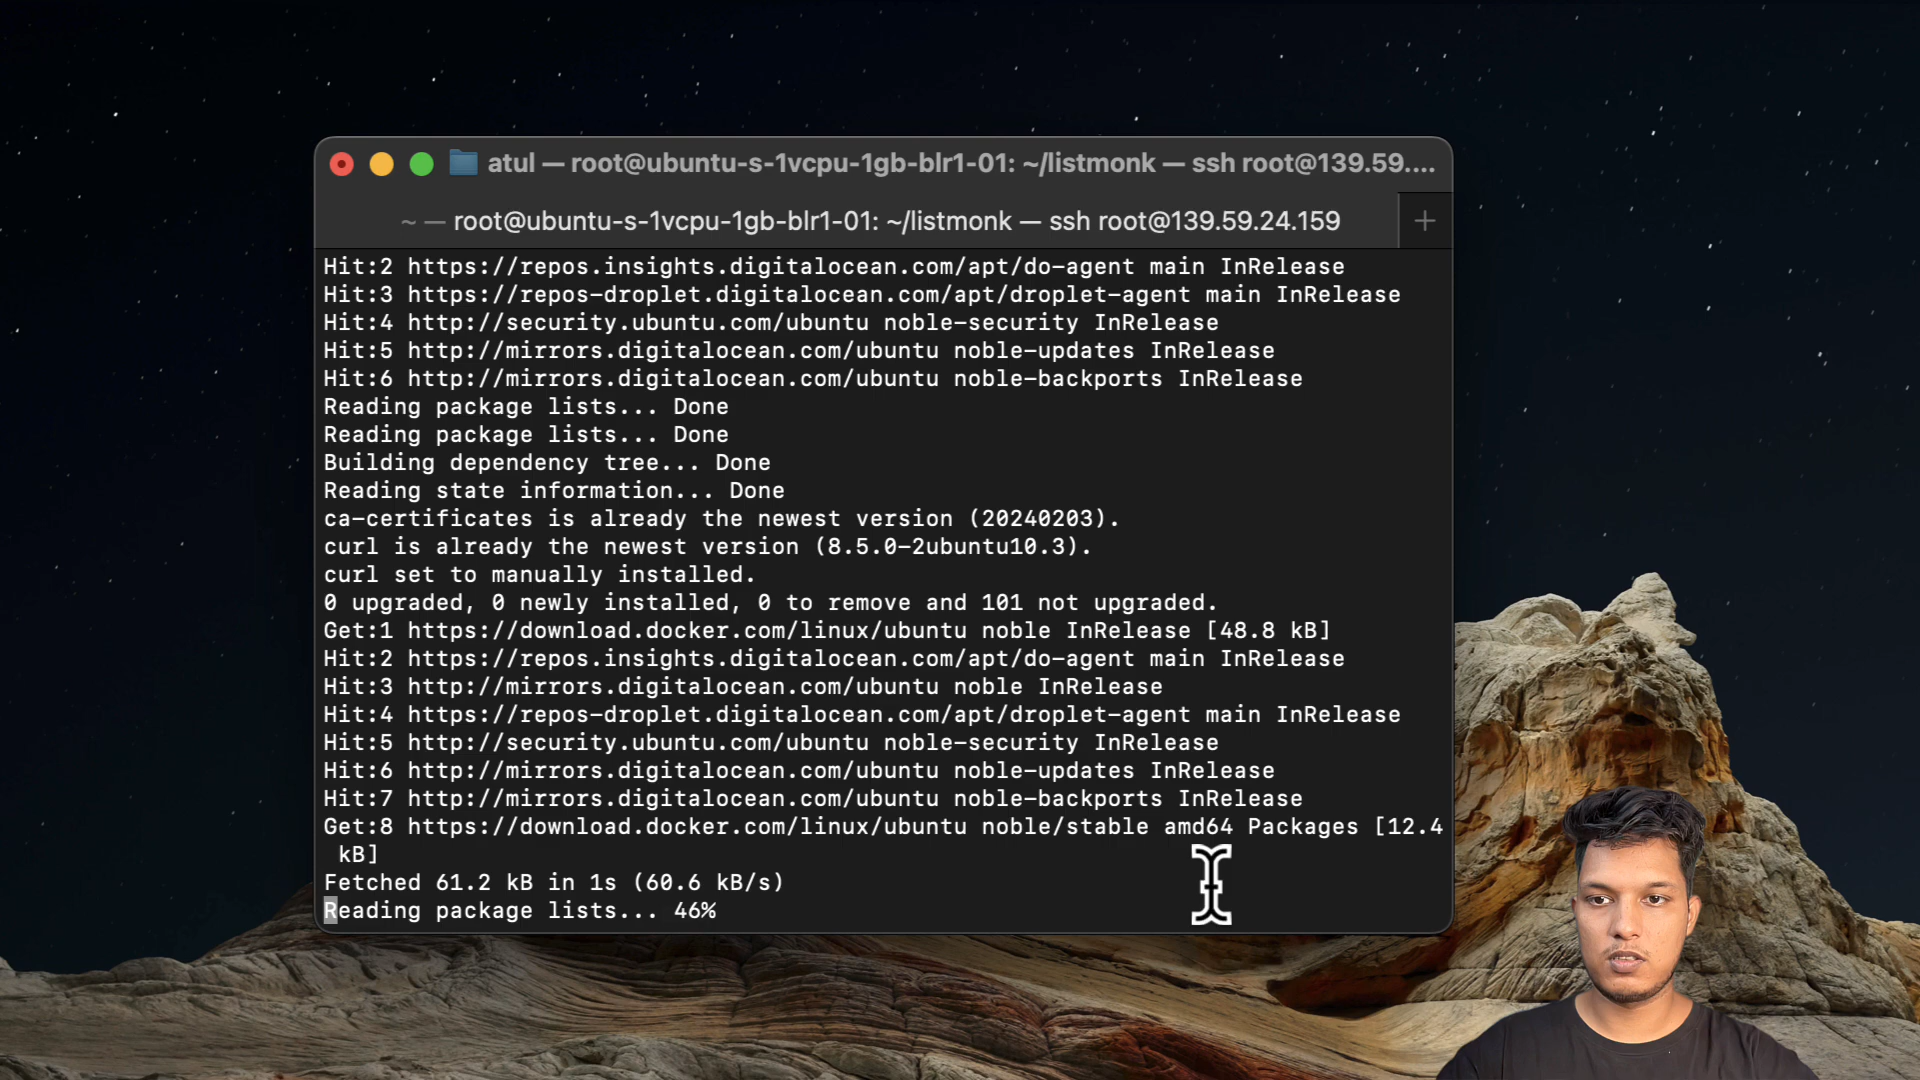 atul — root@ubuntu-s-1vcpu-1gb-blr1-01: ~/listmonk — ssh root@139.59....
~ — root@ubuntu-s-1vcpu-1gb-blr1-01: ~/listmonk — ssh root@139.59.24.159
Hit:2 https://repos.insights.digitalocean.com/apt/do-agent main InRelease
Hit:3 https://repos-droplet.digitalocean.com/apt/droplet-agent main InRelease
Hit:4 http://security.ubuntu.com/ubuntu noble-security InRelease
Hit:5 http://mirrors.digitalocean.com/ubuntu noble-updates InRelease
Hit:6 http://mirrors.digitalocean.com/ubuntu noble-backports InRelease
Reading package lists... Done
Reading package lists... Done
Building dependency tree... Done
Reading state information... Done
ca-certificates is already the newest version (20240203).
curl is already the newest version (8.5.0-2ubuntu10.3).
curl set to manually installed.
0 upgraded, 0 newly installed, 0 to remove and 101 not upgraded.
Get:1 https://download.docker.com/linux/ubuntu noble InRelease [48.8 kB]
Hit:2 https://repos.insights.digitalocean.com/apt/do-agent main InRelease
Hit:3 http://mirrors.digitalocean.com/ubuntu noble InRelease
Hit:4 https://repos-droplet.digitalocean.com/apt/droplet-agent main InRelease
Hit:5 http://security.ubuntu.com/ubuntu noble-security InRelease
Hit:6 http://mirrors.digitalocean.com/ubuntu noble-updates InRelease
Hit:7 http://mirrors.digitalocean.com/ubuntu noble-backports InRelease
Get:8 https://download.docker.com/linux/ubuntu noble/stable amd64 Packages [12.4
kB]
Fetched 61.2 kB in 1s (60.6 kB/s)
Reading package lists... 46%